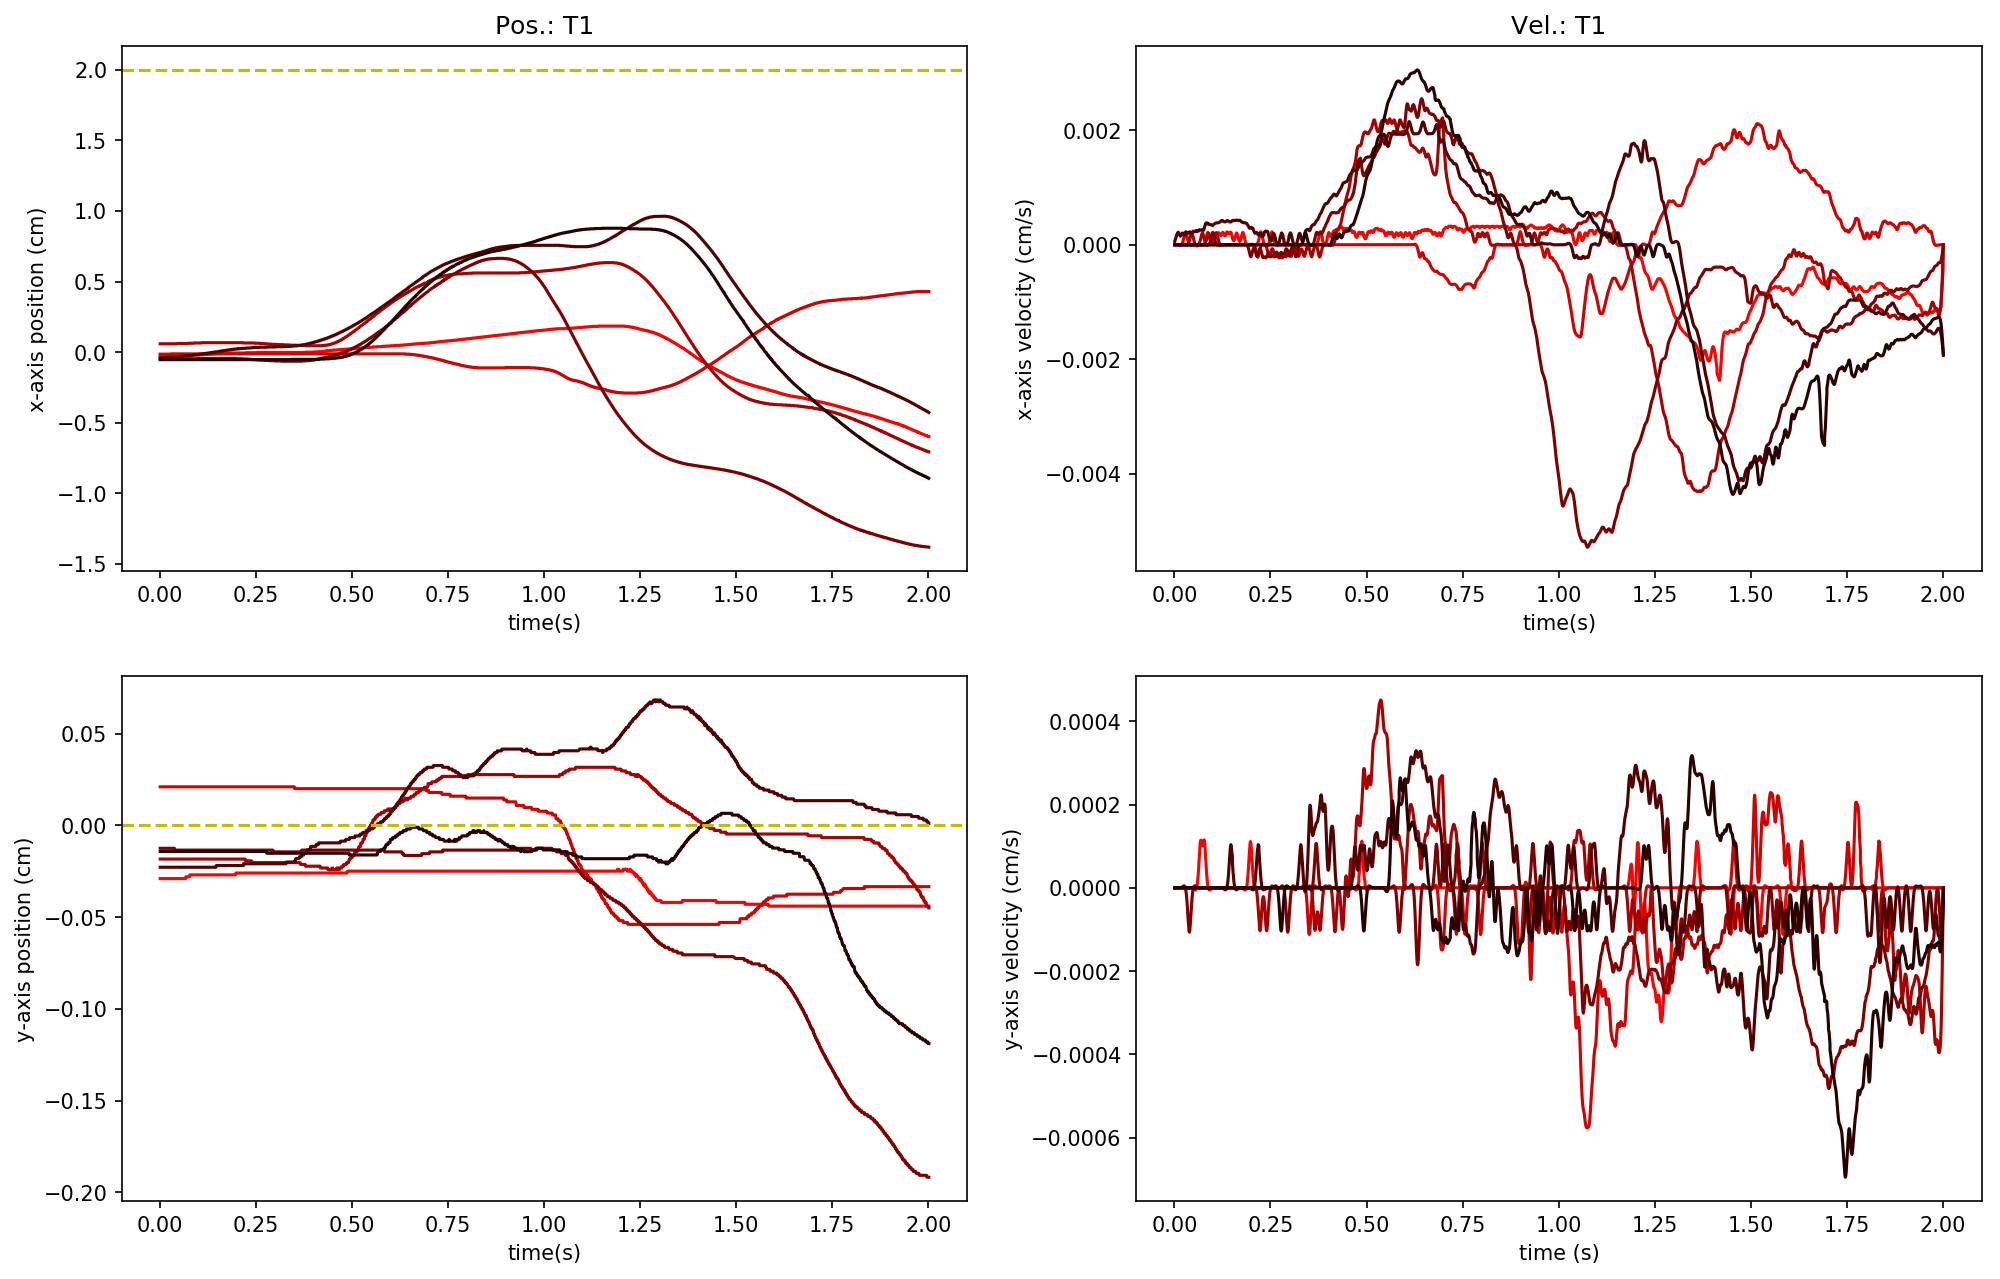 Pos.: T1
2.0
1.5
1.0
0.5
0.0
−0.5
−1.0
−1.5
x-axis position (cm)
0.00 0.25 0.50 0.75 1.00 1.25 1.50 1.75 2.00
time(s)
Vel.: T1
0.002
0.000
−0.002
−0.004
x-axis velocity (cm/s)
0.00 0.25 0.50 0.75 1.00 1.25 1.50 1.75 2.00
time(s)
0.05
0.00
−0.05
−0.10
−0.15
−0.20
y-axis position (cm)
0.00 0.25 0.50 0.75 1.00 1.25 1.50 1.75 2.00
time(s)
0.0004
0.0002
0.0000
−0.0002
−0.0004
−0.0006
y-axis velocity (cm/s)
0.00 0.25 0.50 0.75 1.00 1.25 1.50 1.75 2.00
time (s)